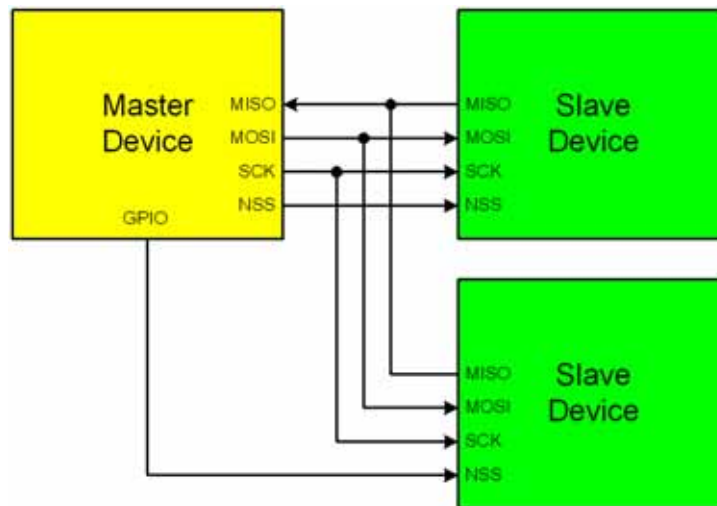 Master
Device
MISO
MOSI
SCK
NSS
GPIO
MISO
MOSI
SCK
NSS
Slave
Device
MISO
MOSI
SCK
NSS
Slave
Device